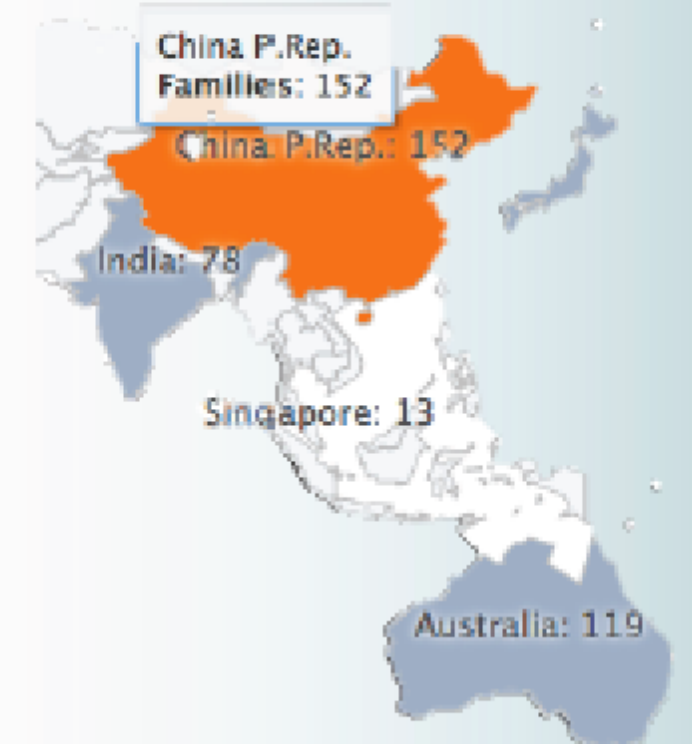 China P.Rep.
Families: 152
China P.Rep.: 152
India: 78
Singapore: 13
Australia: 119